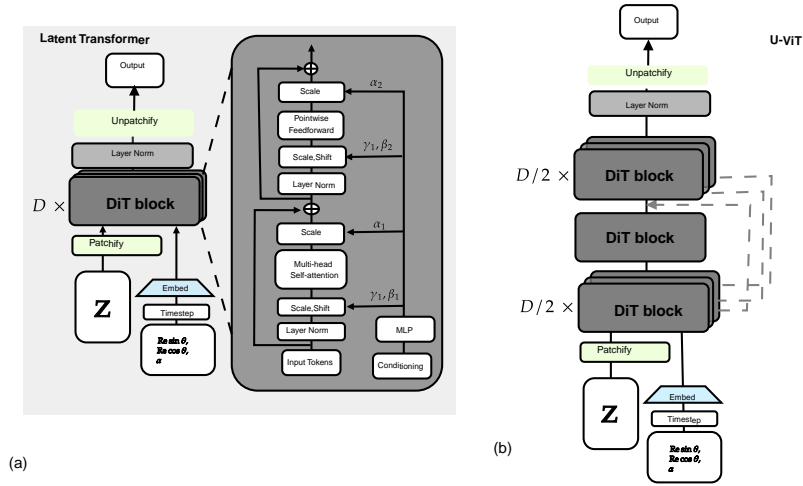 Latent Transformer
Output
Unpatchify
Layer Norm
D ×
DiT block
Patchify
Z
Embed
Timestep
Re sin θ,
Re cos θ,
α
Scale
α₂
Pointwise
Feedforward
Scale,Shift
γ₁, β₂
Layer Norm
Scale
α₁
Multi-head
Self-attention
Scale,Shift
γ₁, β₁
Layer Norm
MLP
Input Tokens
Conditioning
(a)
U-ViT
Output
Unpatchify
Layer Norm
D/2 ×
DiT block
DiT block
D/2 ×
DiT block
Patchify
Z
Embed
Timestep
Re sin θ,
Re cos θ,
α
(b)